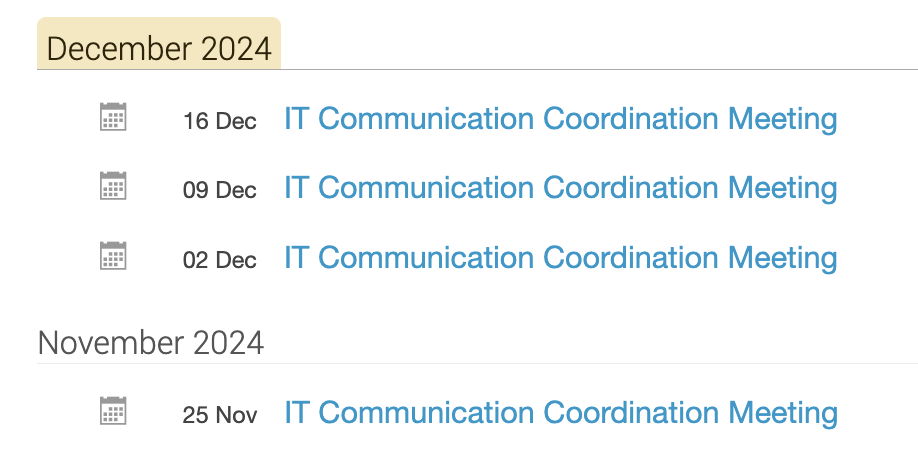 December 2024
16 Dec IT Communication Coordination Meeting
09 Dec IT Communication Coordination Meeting
02 Dec IT Communication Coordination Meeting
November 2024
25 Nov IT Communication Coordination Meeting